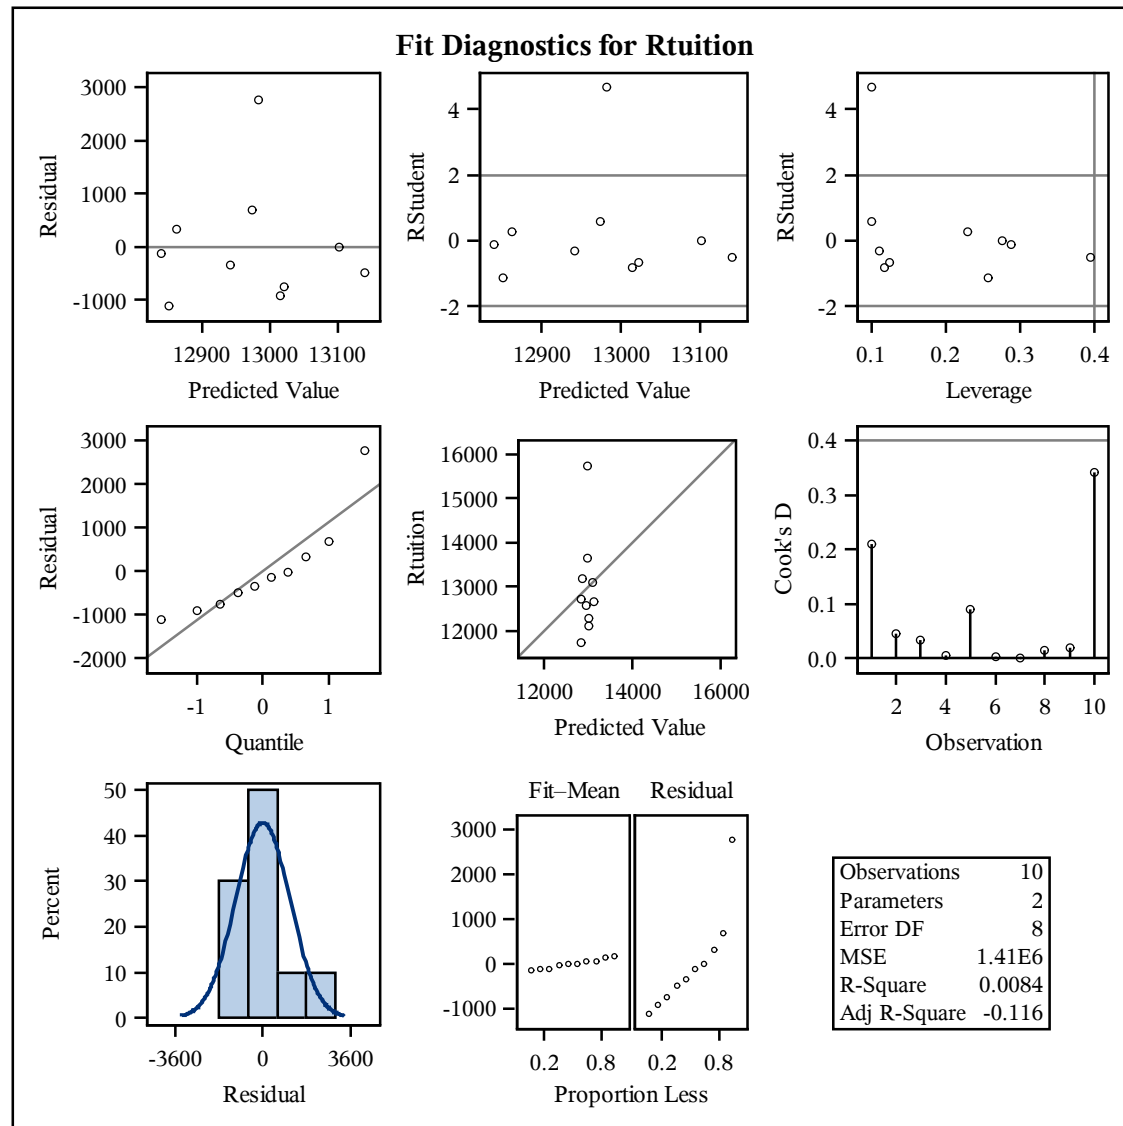 Fit Diagnostics for Rtuition
3000
2000
1000
0
-1000
Residual
12900 13000 13100
Predicted Value
4
2
0
-2
RStudent
12900 13000 13100
Predicted Value
4
2
0
-2
RStudent
0.1 0.2 0.3 0.4
Leverage
3000
2000
1000
0
-1000
-2000
Residual
-1 0 1
Quantile
16000
15000
14000
13000
12000
Rtuition
12000 14000 16000
Predicted Value
0.4
0.3
0.2
0.1
0.0
Cook's D
2 4 6 8 10
Observation
50
40
30
20
10
0
Percent
-3600 0 3600
Residual
Fit–Mean Residual
3000
2000
1000
0
-1000
0.2 0.8 0.2 0.8
Proportion Less
Observations 10
Parameters 2
Error DF 8
MSE 1.41E6
R-Square 0.0084
Adj R-Square -0.116